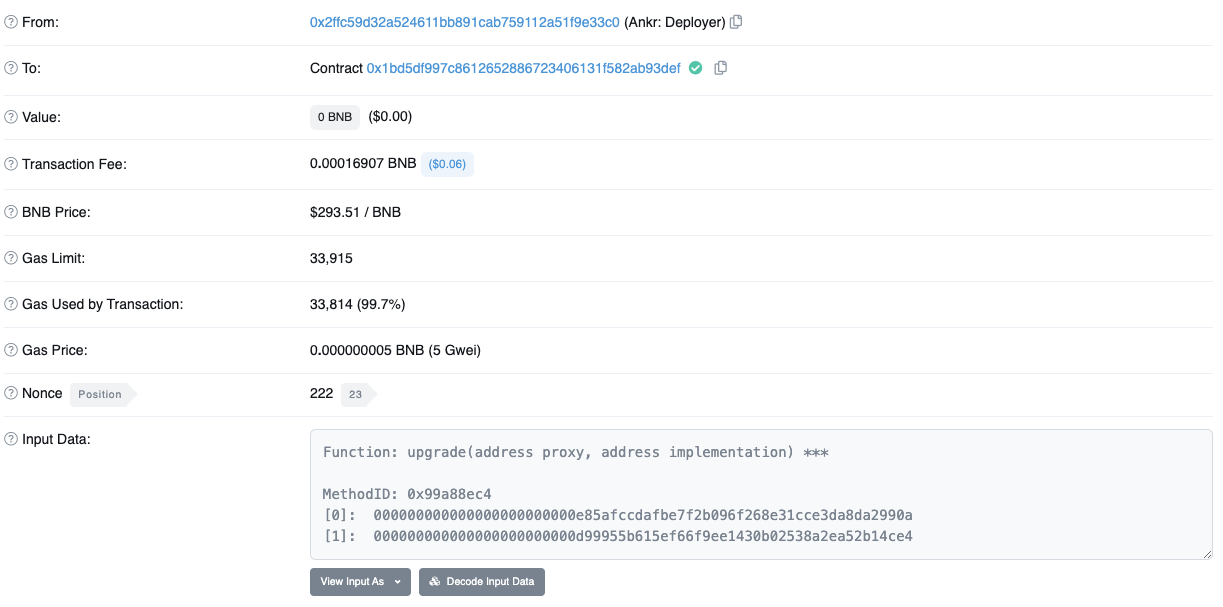 From: 0x2ffc59d32a524611bb891cab759112a51f9e33c0 (Ankr: Deployer)
To: Contract 0x1bd5df997c8612652886723406131f582ab93def
Value: 0 BNB ($0.00)
Transaction Fee: 0.00016907 BNB ($0.06)
BNB Price: $293.51 / BNB
Gas Limit: 33,915
Gas Used by Transaction: 33,814 (99.7%)
Gas Price: 0.000000005 BNB (5 Gwei)
Nonce Position 222 23
Input Data:
Function: upgrade(address proxy, address implementation) ***
MethodID: 0x99a88ec4
[0]: 000000000000000000000000e85afccdafbe7f2b096f268e31cce3da8da2990a
[1]: 000000000000000000000000d99955b615ef66f9ee1430b02538a2ea52b14ce4
View Input As Decode Input Data